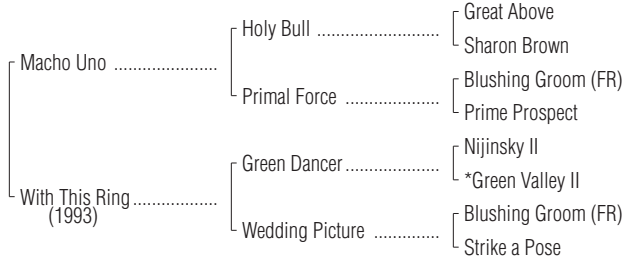 Great Above
Holy Bull ........................
Sharon Brown
Macho Uno ....................
Blushing Groom (FR)
Primal Force ..................
Prime Prospect
Nijinsky II
Green Dancer..................
*Green Valley II
With This Ring................
(1993)
Blushing Groom (FR)
Wedding Picture .............
Strike a Pose